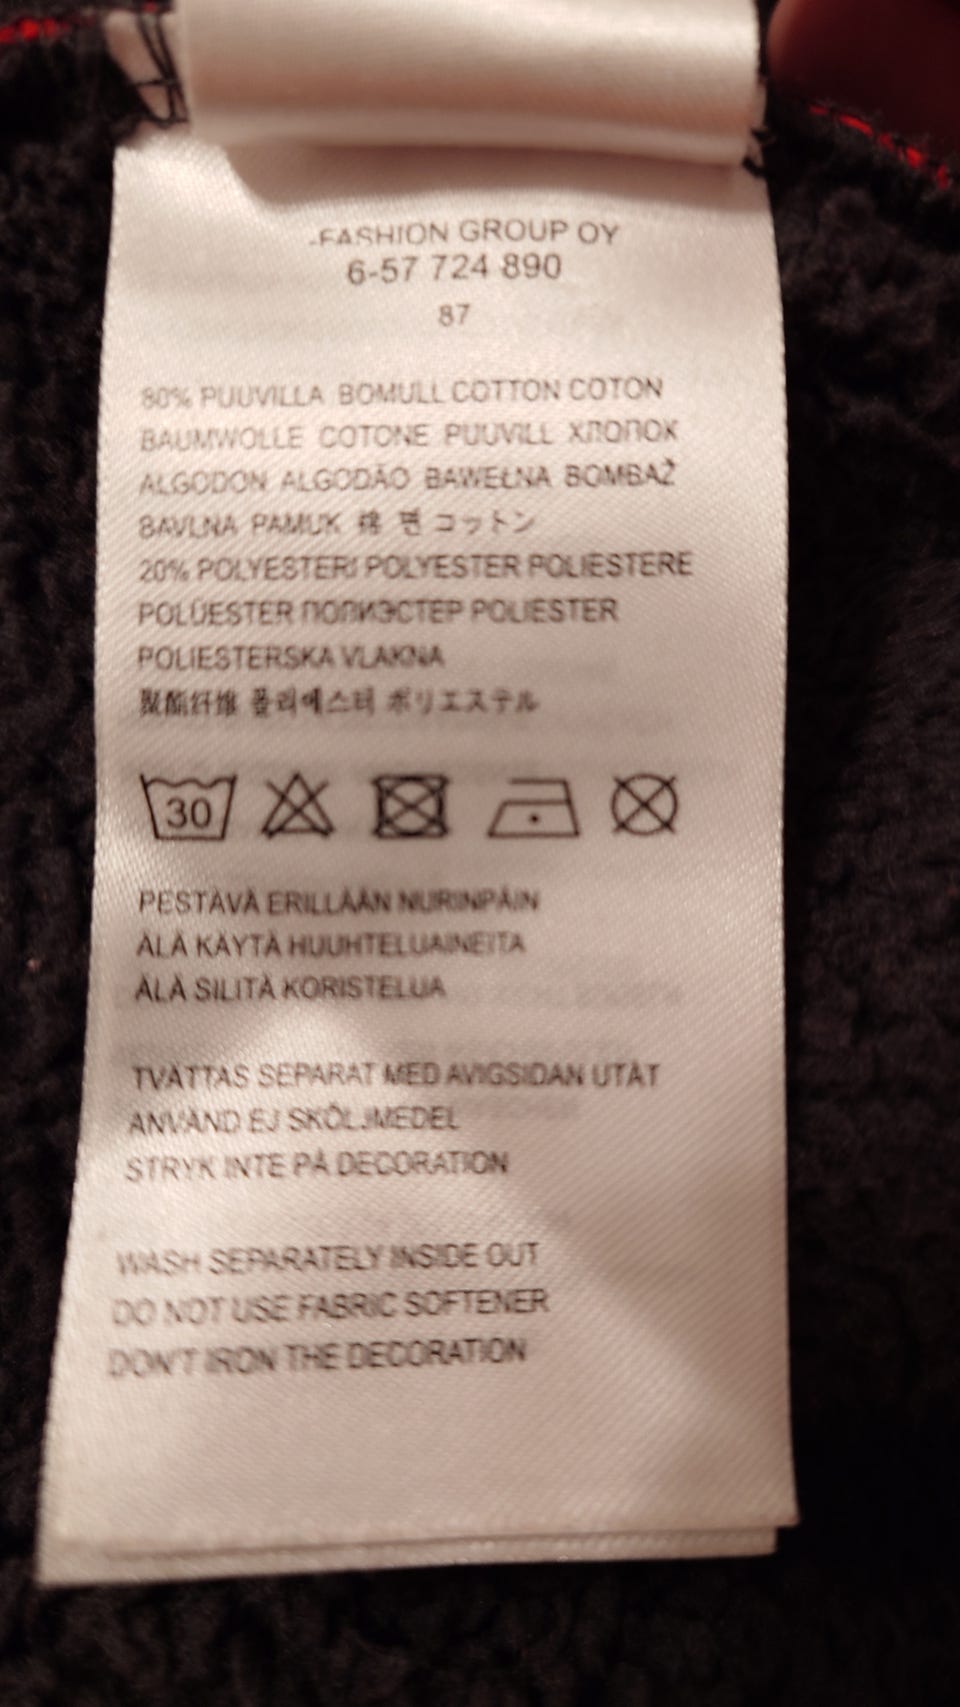 -FASHION GROUP OY
6-57 724 890
87
80% PUUVILLA BOMULL COTTON COTON
BAUMWOLLE COTONE PUUVILL ХЛОПОК
ALGODON ALGODÃO BAWEŁNA BOMBAŽ
BAVLNA PAMUK 棉 면 コットン
20% POLYESTERI POLYESTER POLIESTERE
POLÜESTER ПОЛИЭСТЕР POLIESTER
POLIESTERSKA VLAKNA
聚酯纤维 폴리에스터 ポリエステル
30
PESTÄVÄ ERILLÄÄN NURINPÄIN
ÄLÄ KÄYTÄ HUUHTELUAINEITA
ÄLÄ SILITÄ KORISTELUA
TVÄTTAS SEPARAT MED AVIGSIDAN UTÅT
ANVÄND EJ SKÖLJMEDEL
STRYK INTE PÅ DECORATION
WASH SEPARATELY INSIDE OUT
DO NOT USE FABRIC SOFTENER
DON'T IRON THE DECORATION